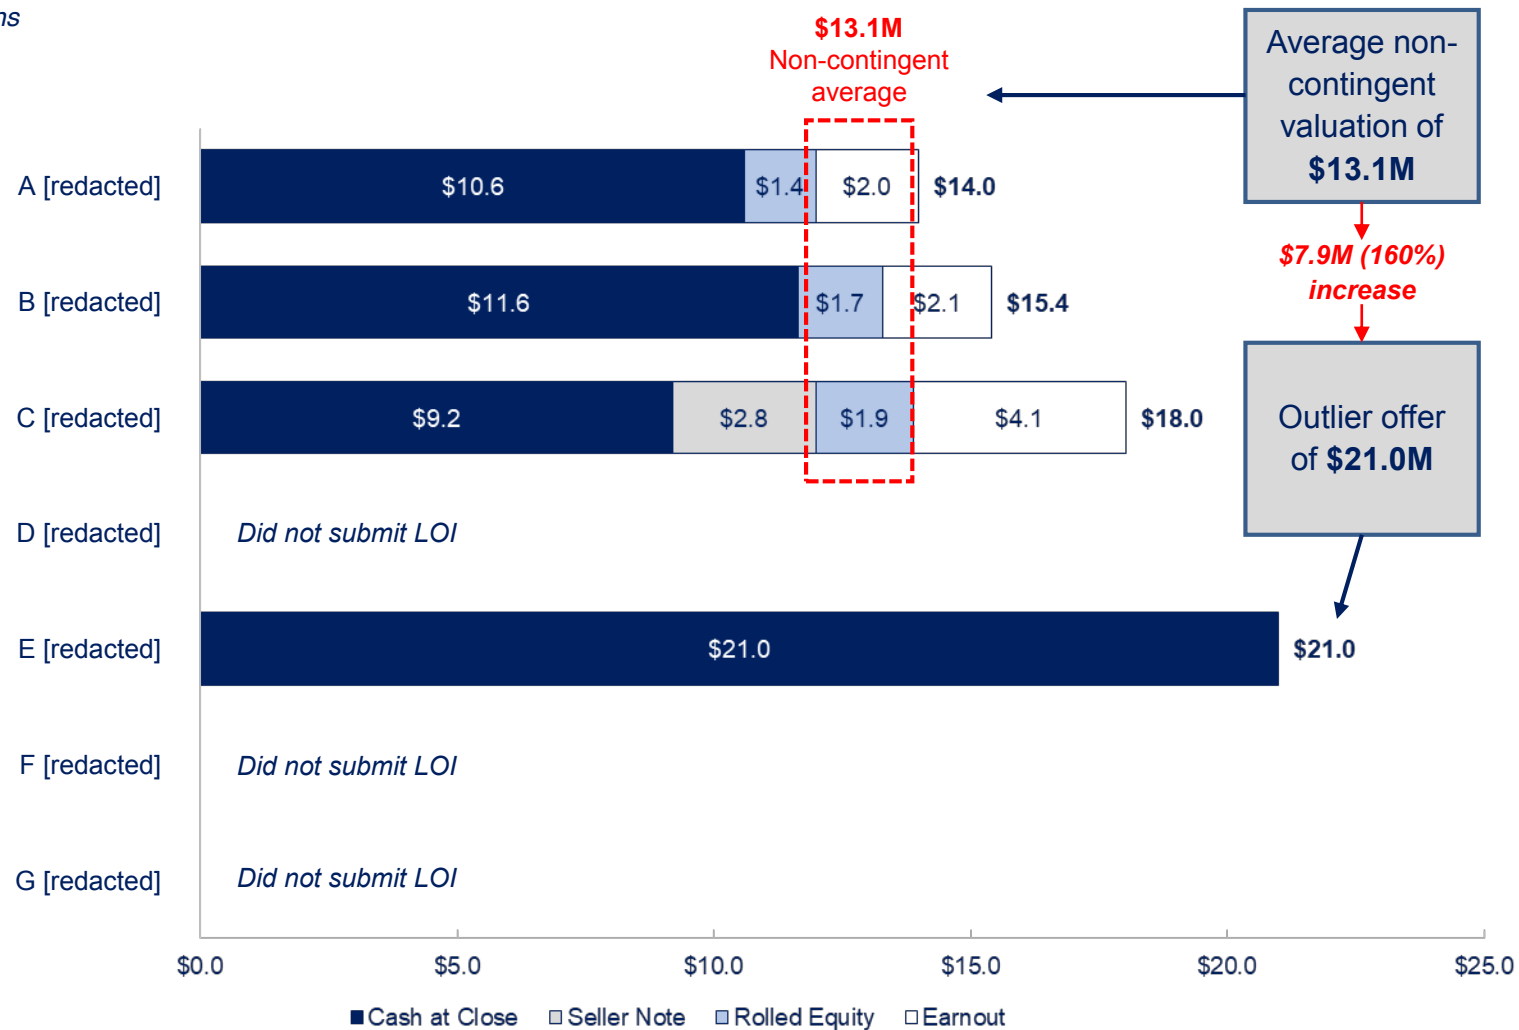 $13.1M
Non-contingent
average
Average non-
contingent
valuation of
$13.1M
A [redacted]
$10.6
$1.4
$2.0
$14.0
$7.9M (160%)
increase
B [redacted]
$11.6
$1.7
$2.1
$15.4
C [redacted]
$9.2
$2.8
$1.9
$4.1
$18.0
Outlier offer
of $21.0M
D [redacted]
Did not submit LOI
E [redacted]
$21.0
$21.0
F [redacted]
Did not submit LOI
G [redacted]
Did not submit LOI
$0.0
$5.0
$10.0
$15.0
$20.0
$25.0
Cash at Close
Seller Note
Rolled Equity
Earnout